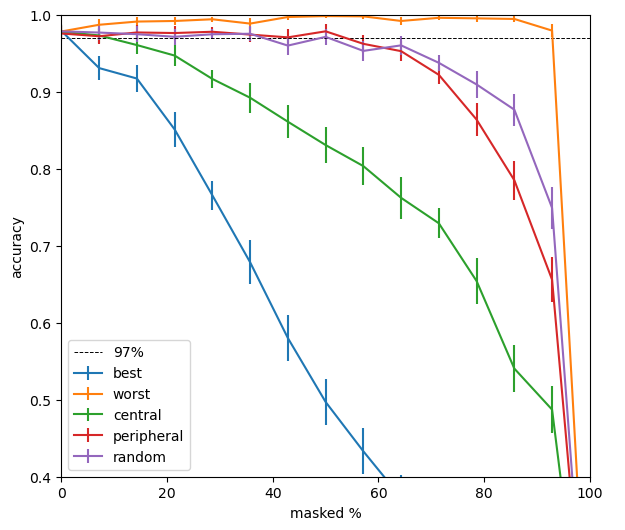 1.0
0.9
0.8
0.7
0.6
0.5
0.4
accuracy
97%
best
worst
central
peripheral
random
0 20 40 60 80 100
masked %